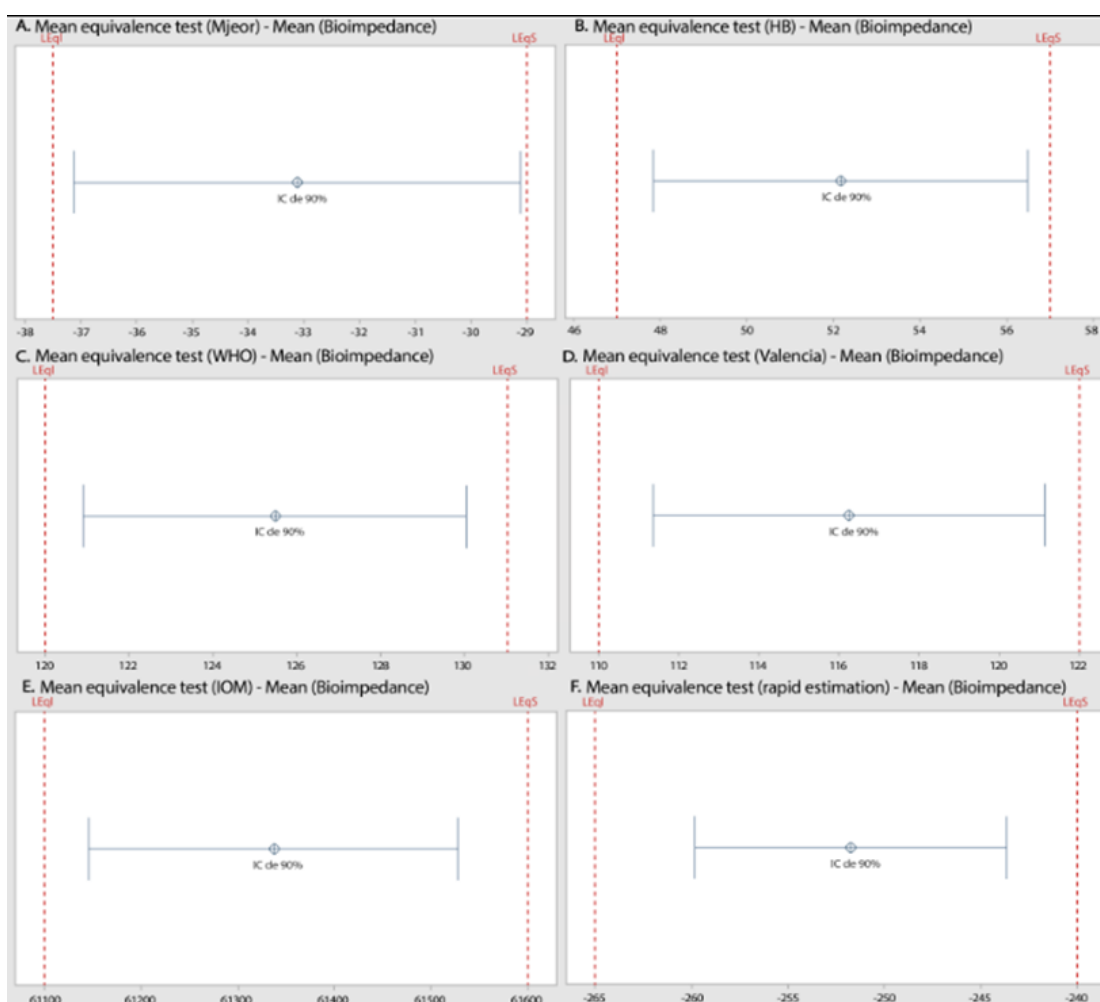 A. Mean equivalence test (Mjeor) - Mean (Bioimpedance)
LEqI LEqS
IC de 90%
-38 -37 -36 -35 -34 -33 -32 -31 -30 -29
B. Mean equivalence test (HB) - Mean (Bioimpedance)
LEqI LEqS
IC de 90%
46 48 50 52 54 56 58
C. Mean equivalence test (WHO) - Mean (Bioimpedance)
LEqI LEqS
IC de 90%
120 122 124 126 128 130 132
D. Mean equivalence test (Valencia) - Mean (Bioimpedance)
LEqI LEqS
IC de 90%
110 112 114 116 118 120 122
E. Mean equivalence test (IOM) - Mean (Bioimpedance)
LEqI LEqS
IC de 90%
61100 61200 61300 61400 61500 61600
F. Mean equivalence test (rapid estimation) - Mean (Bioimpedance)
LEqI LEqS
IC de 90%
-265 -260 -255 -250 -245 -240